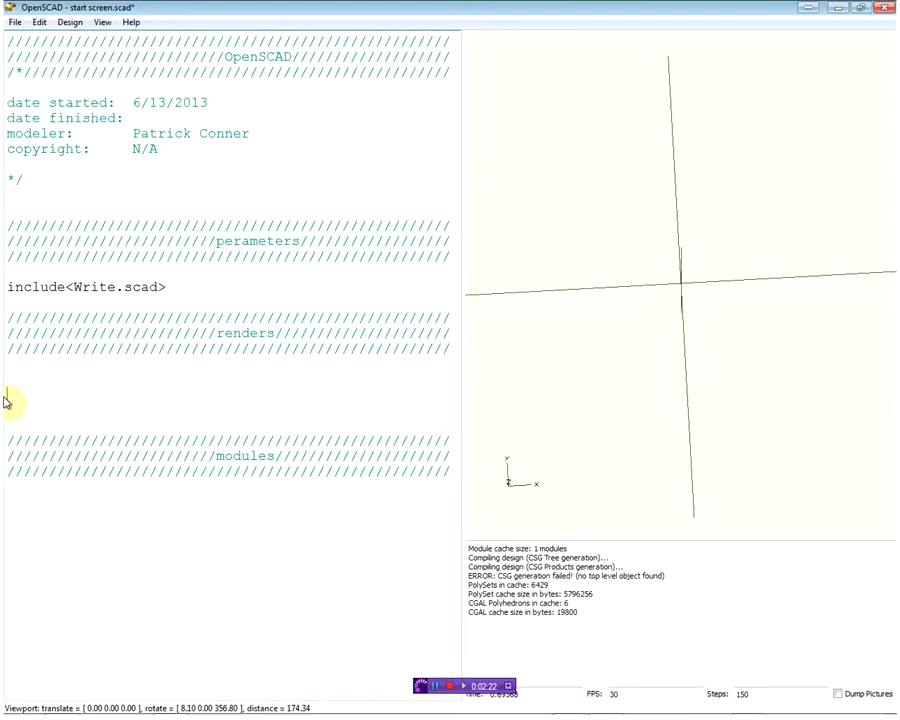 OpenSCAD - start screen.scad*
File Edit Design View Help
/////////////////////////////////////////////////////
//////////////////////////OpenSCAD///////////////////
/*///////////////////////////////////////////////////
date started: 6/13/2013
date finished:
modeler: Patrick Conner
copyright: N/A
*/
/////////////////////////////////////////////////////
/////////////////////////perameters//////////////////
/////////////////////////////////////////////////////
include<Write.scad>
/////////////////////////////////////////////////////
/////////////////////////renders/////////////////////
/////////////////////////////////////////////////////
/////////////////////////////////////////////////////
/////////////////////////modules/////////////////////
/////////////////////////////////////////////////////
Y
Z X
Module cache size: 1 modules
Compiling design (CSG Tree generation)...
Compiling design (CSG Products generation)...
ERROR: CSG generation failed! (no top level object found)
PolySets in cache: 6429
PolySet cache size in bytes: 5796256
CGAL Polyhedrons in cache: 6
CGAL cache size in bytes: 19800
0:02:22
Time: 0.69568 FPS: 30 Steps: 150 Dump Pictures
Viewport: translate = [ 0.00 0.00 0.00 ], rotate = [ 8.10 0.00 356.80 ], distance = 174.34